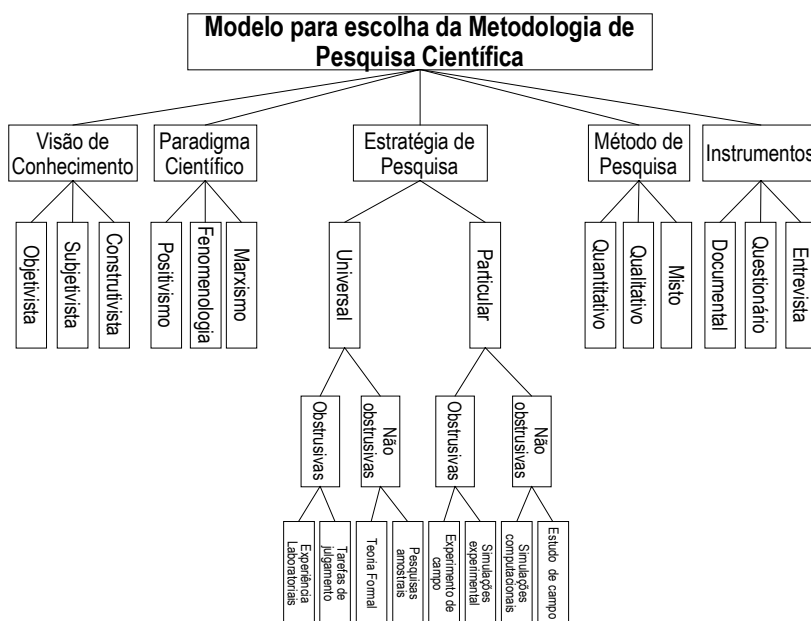 Modelo para escolha da Metodologia de
Pesquisa Científica
Visão de
Conhecimento
Paradigma
Científico
Estratégia de
Pesquisa
Método de
Pesquisa
Instrumentos
Objetivista
Subjetivista
Construtivista
Positivismo
Fenomenologia
Marxismo
Universal
Particular
Quantitativo
Qualitativo
Misto
Documental
Questionário
Entrevista
Obstrusivas
Não
obstrusivas
Obstrusivas
Não
obstrusivas
Experiência
Laboratoriais
Tarefas de
julgamento
Teoria Formal
Pesquisas
amostrais
Experimento de
campo
Simulações
experimental
Simulações
computacionais
Estudo de campo